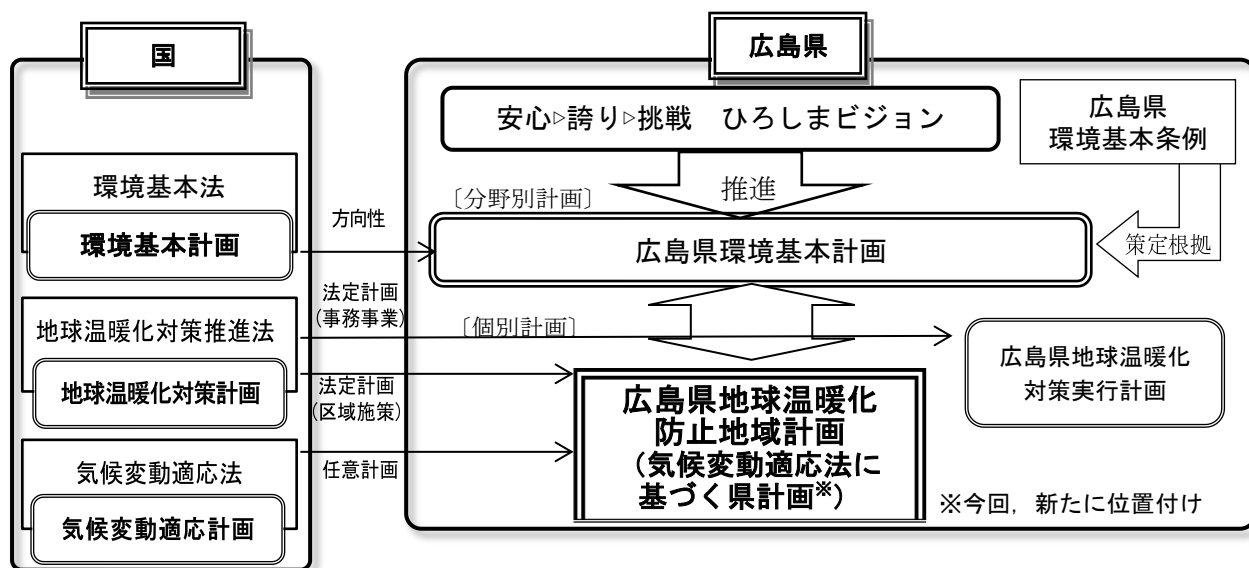 国
環境基本法
環境基本計画
地球温暖化対策推進法
地球温暖化対策計画
気候変動適応法
気候変動適応計画
方向性
法定計画
(事務事業)
法定計画
(区域施策)
任意計画
広島県
安心▷誇り▷挑戦 ひろしまビジョン
広島県
環境基本条例
推進
〔分野別計画〕
広島県環境基本計画
策定根拠
〔個別計画〕
広島県地球温暖化
対策実行計画
広島県地球温暖化
防止地域計画
(気候変動適応法に
基づく県計画※)
※今回，新たに位置付け